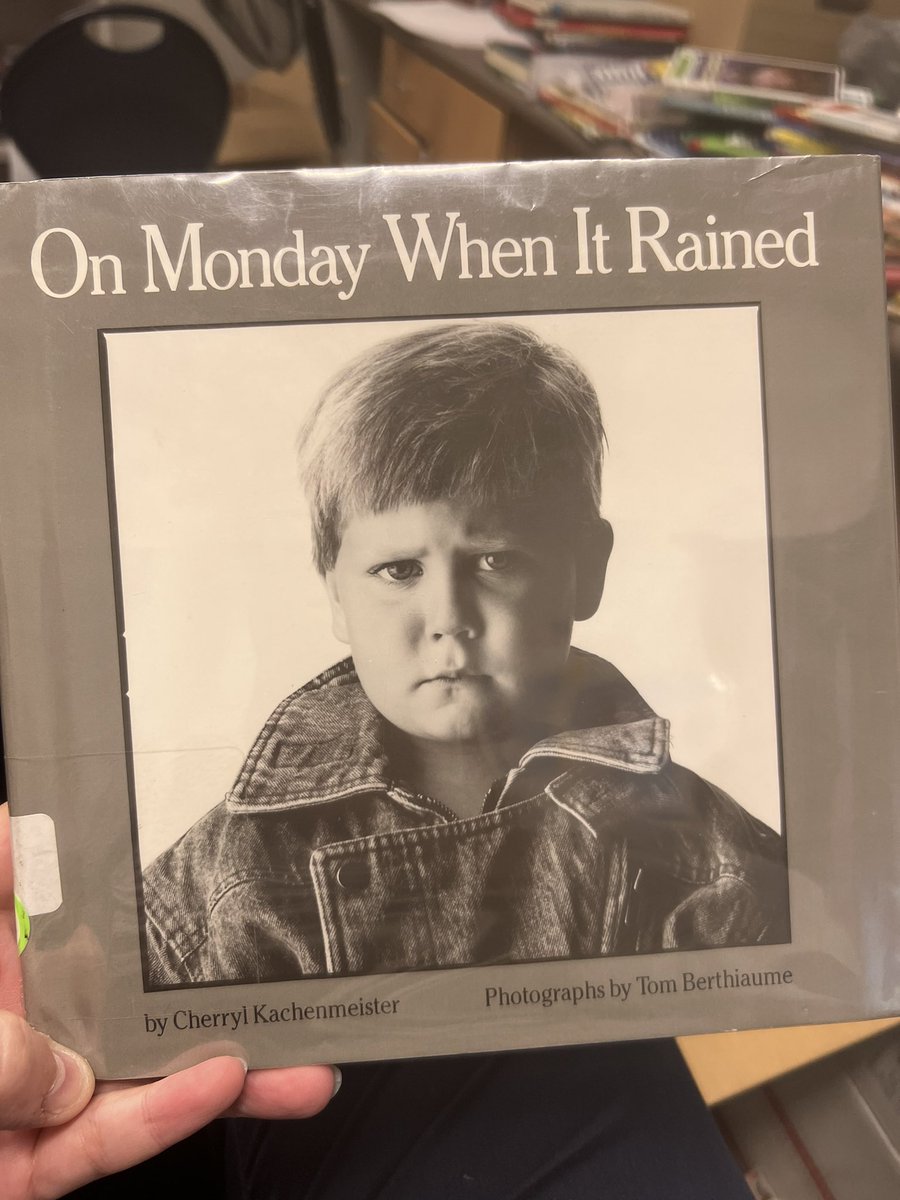 On Monday When It Rained
by Cherryl Kachenmeister
Photographs by Tom Berthiaume